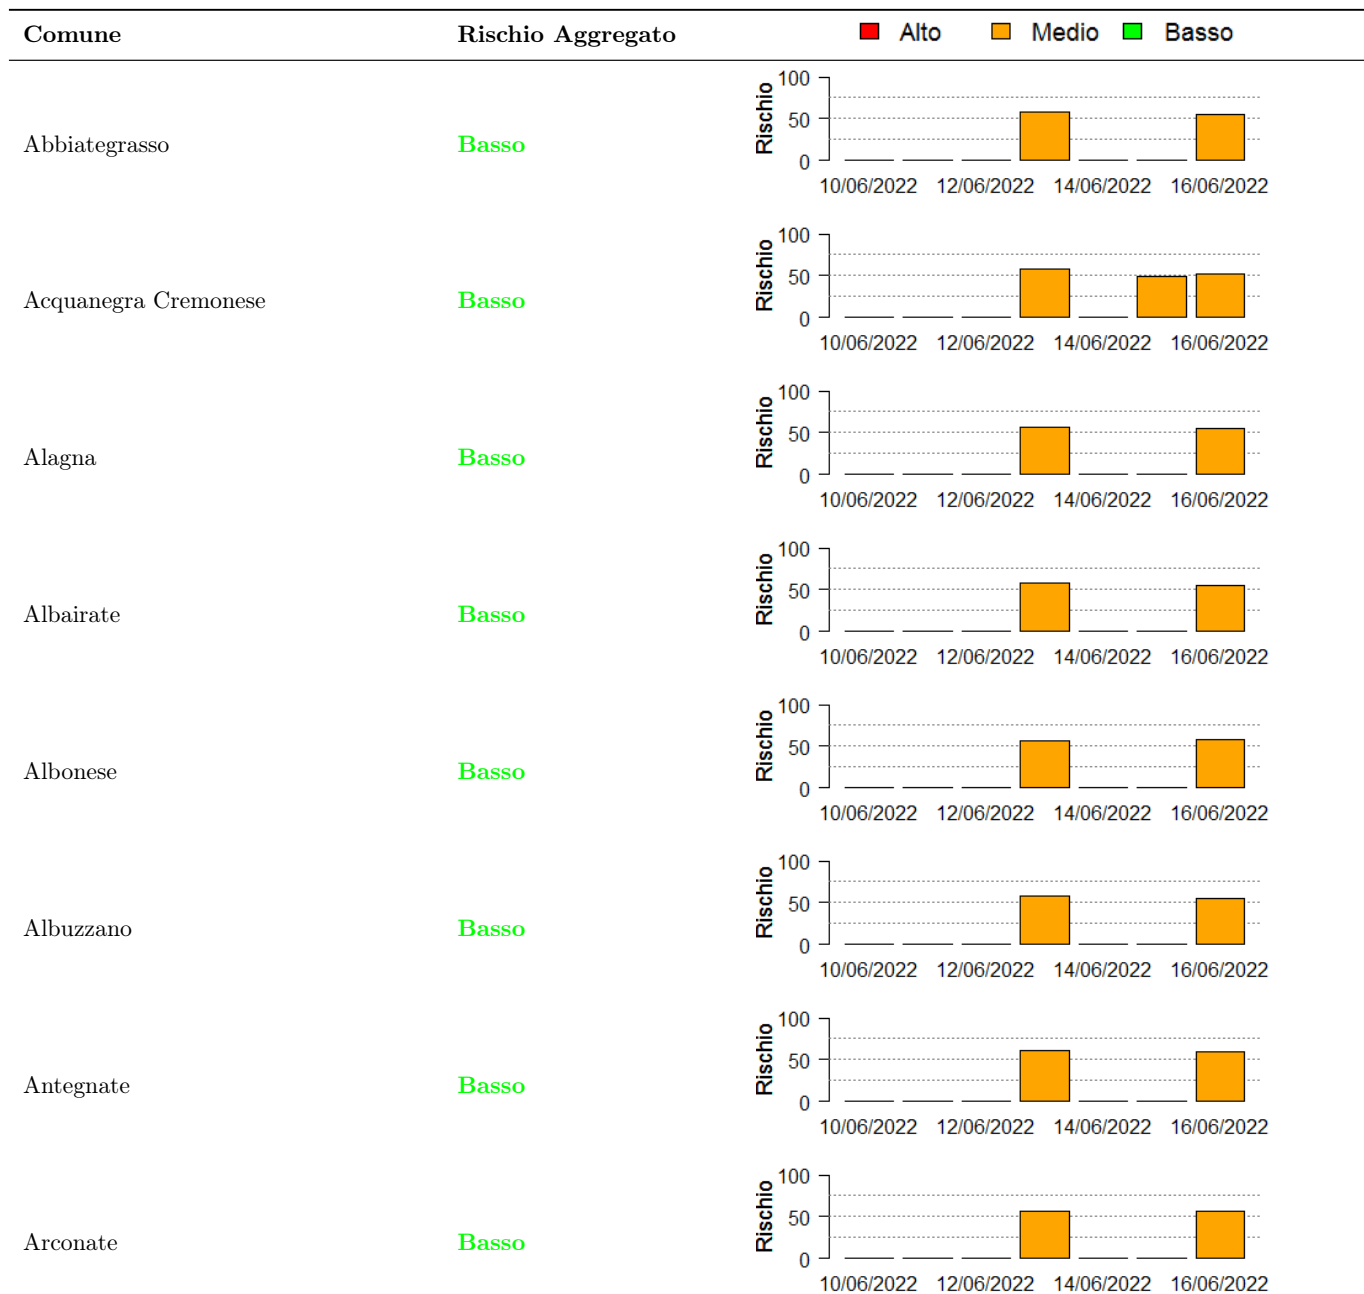 Comune Rischio Aggregato Alto Medio Basso
Abbiategrasso Basso Rischio 100 50 0
10/06/2022 12/06/2022 14/06/2022 16/06/2022
Acquanegra Cremonese Basso Rischio 100 50 0
10/06/2022 12/06/2022 14/06/2022 16/06/2022
Alagna Basso Rischio 100 50 0
10/06/2022 12/06/2022 14/06/2022 16/06/2022
Albairate Basso Rischio 100 50 0
10/06/2022 12/06/2022 14/06/2022 16/06/2022
Albonese Basso Rischio 100 50 0
10/06/2022 12/06/2022 14/06/2022 16/06/2022
Albuzzano Basso Rischio 100 50 0
10/06/2022 12/06/2022 14/06/2022 16/06/2022
Antegnate Basso Rischio 100 50 0
10/06/2022 12/06/2022 14/06/2022 16/06/2022
Arconate Basso Rischio 100 50 0
10/06/2022 12/06/2022 14/06/2022 16/06/2022